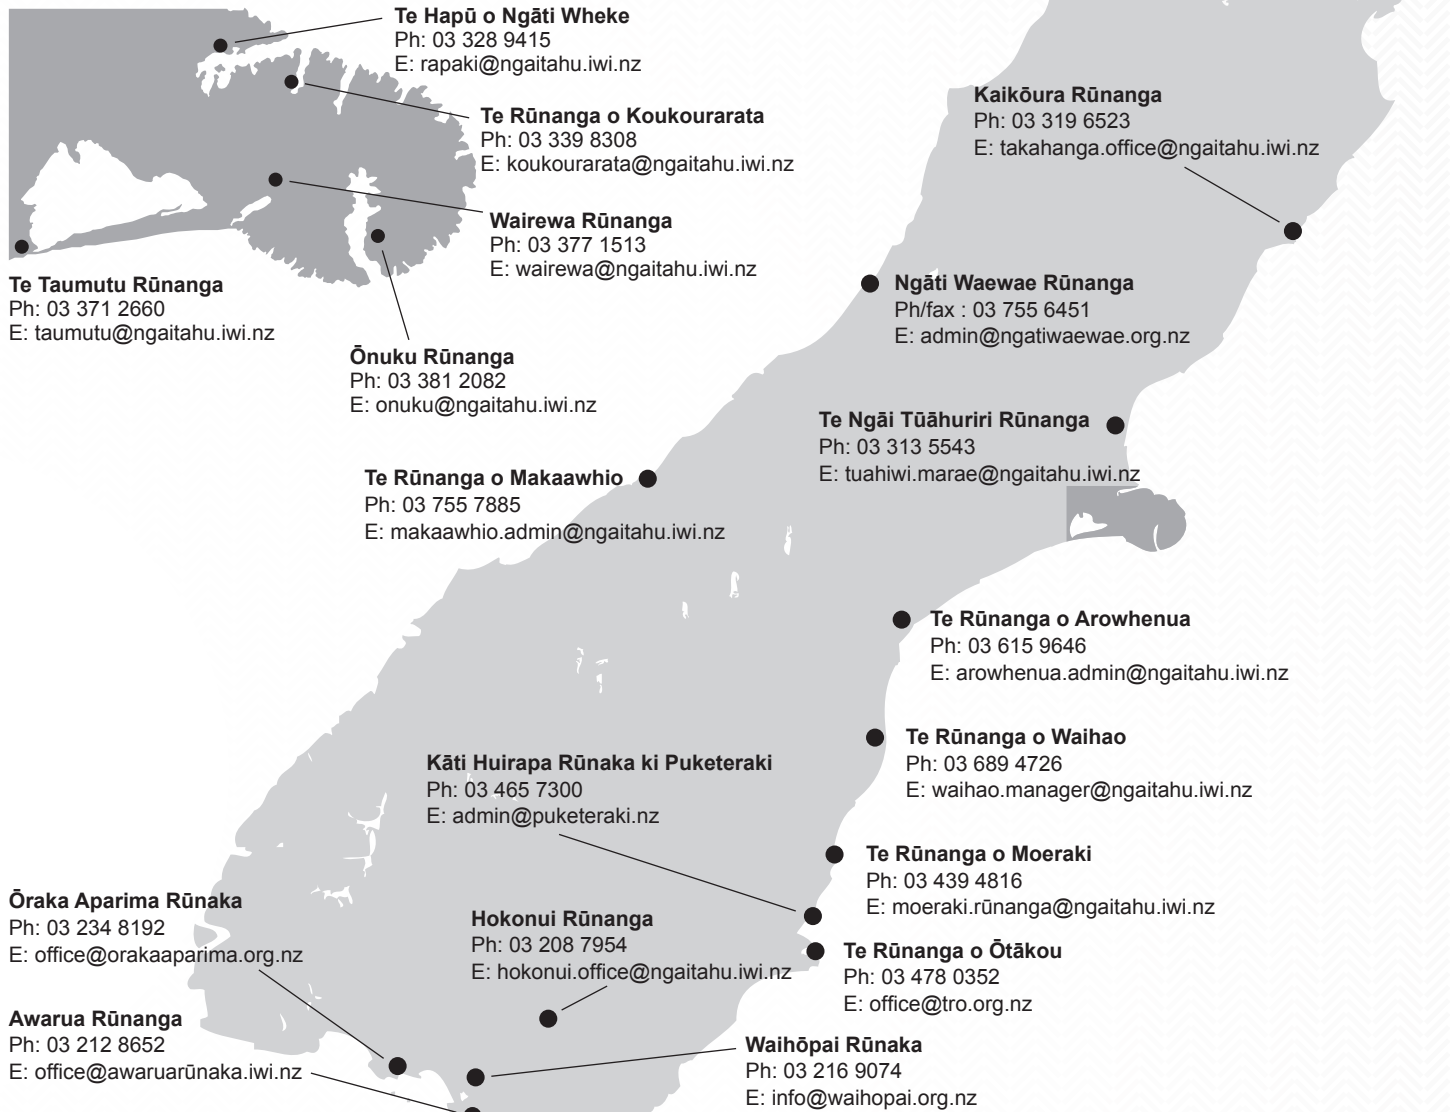 Te Hapū o Ngāti Wheke
Ph: 03 328 9415
E: rapaki@ngaitahu.iwi.nz
Te Rūnanga o Koukourarata
Ph: 03 339 8308
E: koukourarata@ngaitahu.iwi.nz
Wairewa Rūnanga
Ph: 03 377 1513
E: wairewa@ngaitahu.iwi.nz
Te Taumutu Rūnanga
Ph: 03 371 2660
E: taumutu@ngaitahu.iwi.nz
Ōnuku Rūnanga
Ph: 03 381 2082
E: onuku@ngaitahu.iwi.nz
Kaikōura Rūnanga
Ph: 03 319 6523
E: takahanga.office@ngaitahu.iwi.nz
Ngāti Waewae Rūnanga
Ph/fax : 03 755 6451
E: admin@ngatiwaewae.org.nz
Te Ngāi Tūāhuriri Rūnanga
Ph: 03 313 5543
E: tuahiwi.marae@ngaitahu.iwi.nz
Te Rūnanga o Makaawhio
Ph: 03 755 7885
E: makaawhio.admin@ngaitahu.iwi.nz
Te Rūnanga o Arowhenua
Ph: 03 615 9646
E: arowhenua.admin@ngaitahu.iwi.nz
Te Rūnanga o Waihao
Ph: 03 689 4726
E: waihao.manager@ngaitahu.iwi.nz
Kāti Huirapa Rūnaka ki Puketeraki
Ph: 03 465 7300
E: admin@puketeraki.nz
Te Rūnanga o Moeraki
Ph: 03 439 4816
E: moeraki.rūnanga@ngaitahu.iwi.nz
Ōraka Aparima Rūnaka
Ph: 03 234 8192
E: office@orakaaparima.org.nz
Hokonui Rūnanga
Ph: 03 208 7954
E: hokonui.office@ngaitahu.iwi.nz
Te Rūnanga o Ōtākou
Ph: 03 478 0352
E: office@tro.org.nz
Awarua Rūnanga
Ph: 03 212 8652
E: office@awaruarūnaka.iwi.nz
Waihōpai Rūnaka
Ph: 03 216 9074
E: info@waihopai.org.nz